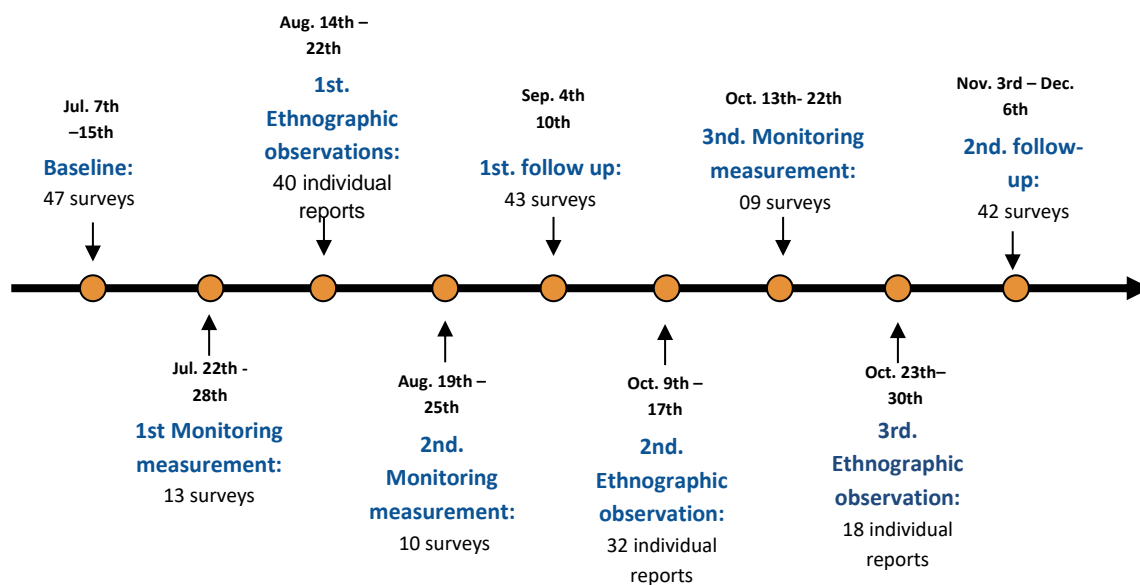 Jul. 7th
–15th
Baseline:
47 surveys
Jul. 22th -
28th
1st Monitoring
measurement:
13 surveys
Aug. 14th –
22th
1st.
Ethnographic
observations:
40 individual
reports
Aug. 19th –
25th
2nd.
Monitoring
measurement:
10 surveys
Sep. 4th
10th
1st. follow up:
43 surveys
Oct. 9th –
17th
2nd.
Ethnographic
observation:
32 individual
reports
Oct. 13th- 22th
3nd. Monitoring
measurement:
09 surveys
Oct. 23th–
30th
3rd.
Ethnographic
observation:
18 individual
reports
Nov. 3rd – Dec.
6th
2nd. follow-
up:
42 surveys